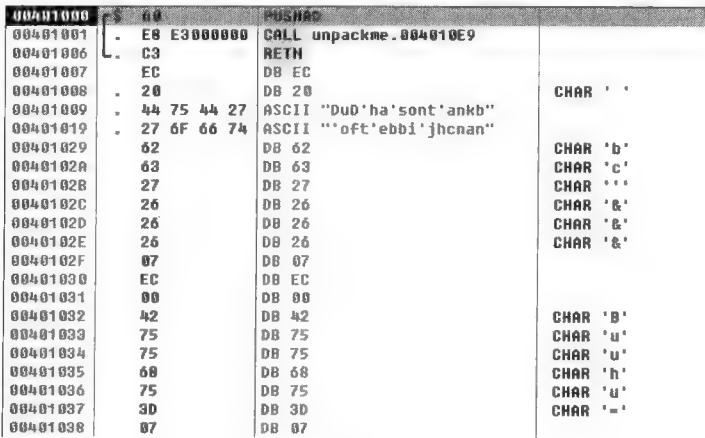 00401000 $ 60 PUSHAD
00401001 . E8 E3000000 CALL unpackme.004010E9
00401006 . C3 RETN
00401007 EC DB EC
00401008 . 20 DB 20 CHAR ' '
00401009 . 44 75 44 27 ASCII "DuD'ha'sont'ankb"
00401019 . 27 6F 66 74 ASCII "'oft'ebbi'jhcnan"
00401029 62 DB 62 CHAR 'b'
0040102A 63 DB 63 CHAR 'c'
0040102B 27 DB 27 CHAR '''
0040102C 26 DB 26 CHAR '&'
0040102D 26 DB 26 CHAR '&'
0040102E 26 DB 26 CHAR '&'
0040102F 07 DB 07
00401030 EC DB EC
00401031 00 DB 00
00401032 42 DB 42 CHAR 'B'
00401033 75 DB 75 CHAR 'u'
00401034 75 DB 75 CHAR 'u'
00401035 68 DB 68 CHAR 'h'
00401036 75 DB 75 CHAR 'u'
00401037 3D DB 3D CHAR '='
00401038 07 DB 07